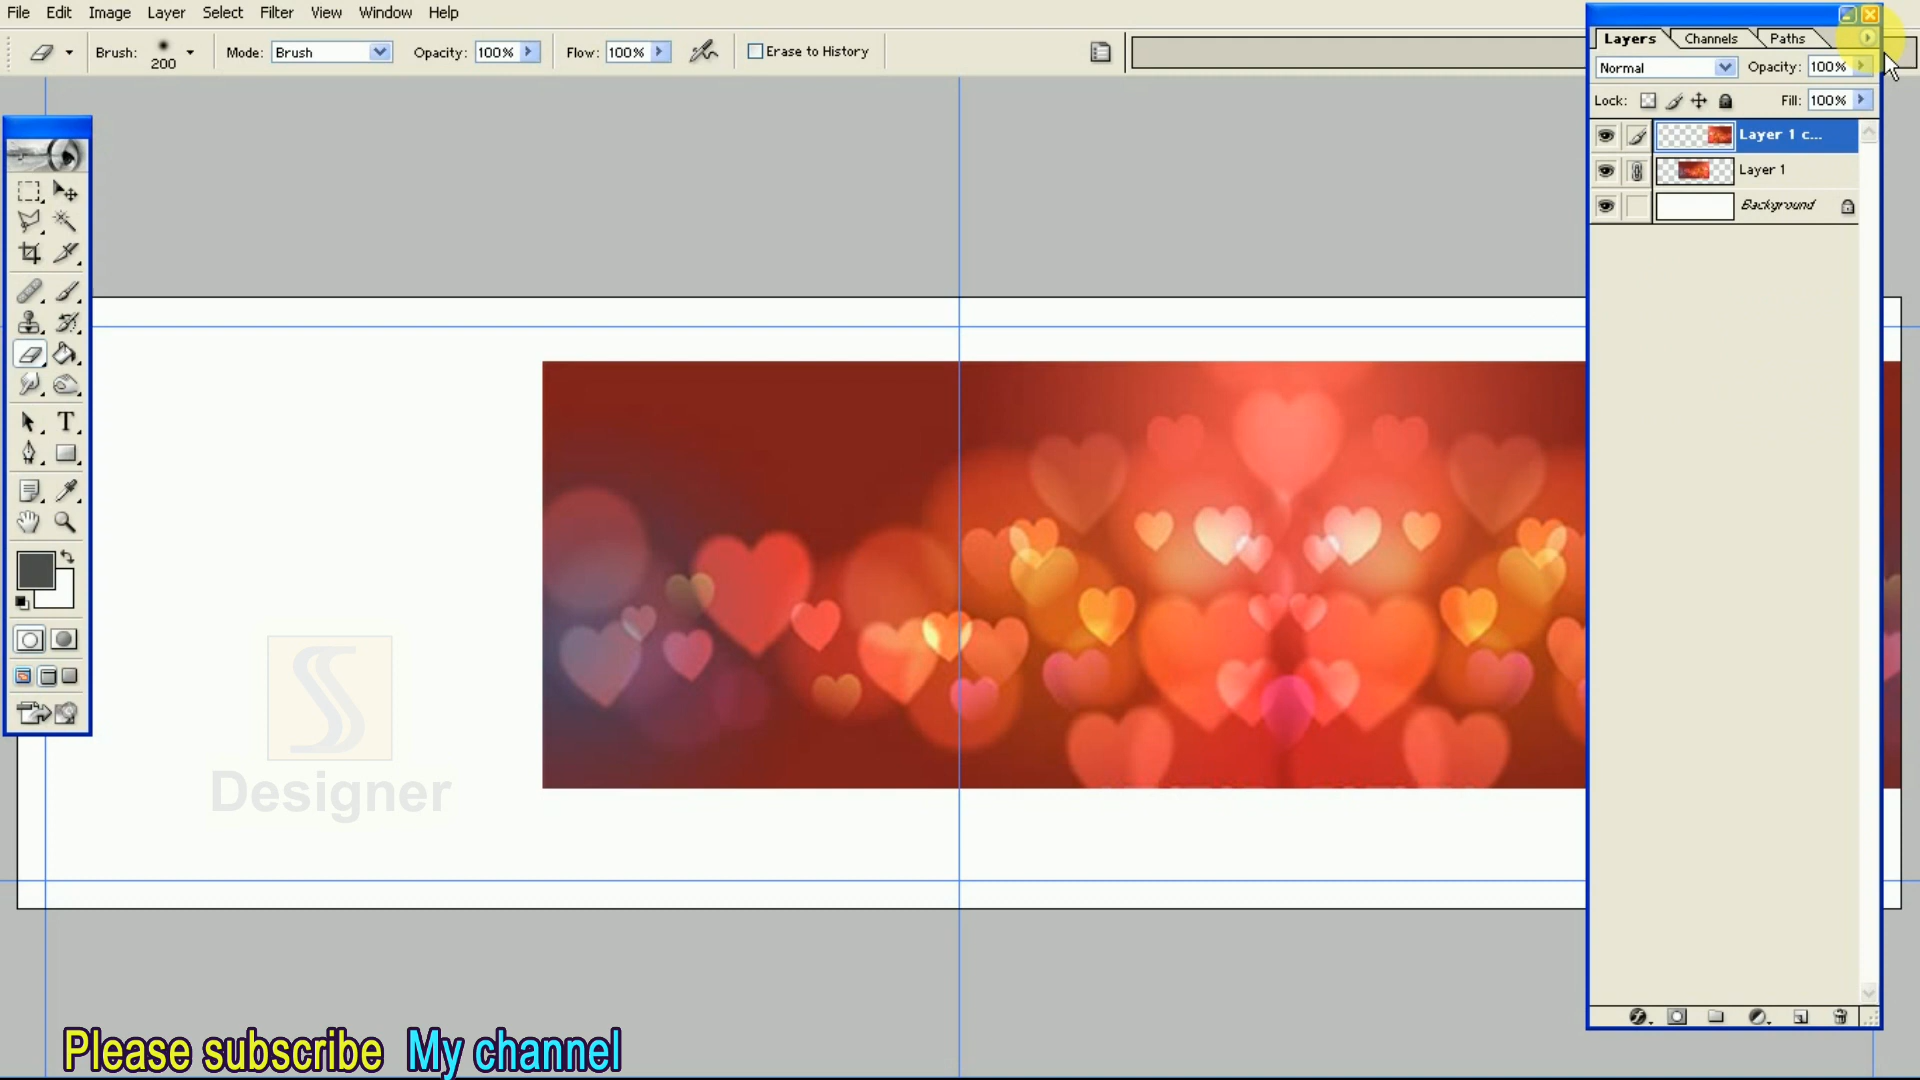 File Edit Image Layer Select Filter View Window Help
Brush: 200 Mode: Brush Opacity: 100% Flow: 100% Erase to History
Layers Channels Paths
Normal Opacity: 100%
Lock: Fill: 100%
Layer 1 c...
Layer 1
Background
T
S
Designer
Please subscribe My channel